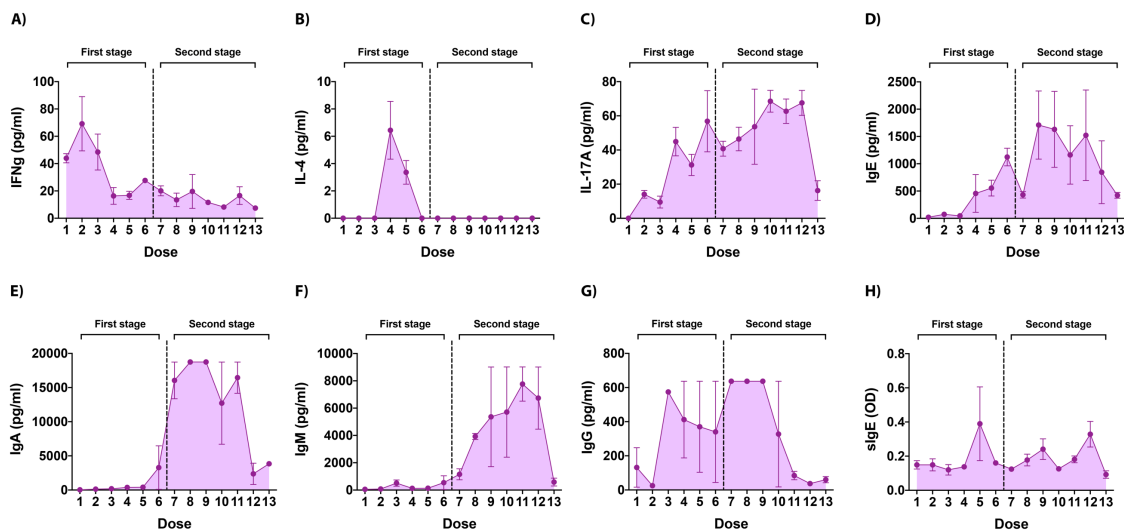 A)
First stage
Second stage
IFNg (pg/ml)
100
80
60
40
20
0
1 2 3 4 5 6 7 8 9 10 11 12 13
Dose
B)
First stage
Second stage
IL-4 (pg/ml)
10
8
6
4
2
0
1 2 3 4 5 6 7 8 9 10 11 12 13
Dose
C)
First stage
Second stage
IL-17A (pg/ml)
80
60
40
20
0
1 2 3 4 5 6 7 8 9 10 11 12 13
Dose
D)
First stage
Second stage
IgE (pg/ml)
2500
2000
1500
1000
500
0
1 2 3 4 5 6 7 8 9 10 11 12 13
Dose
E)
First stage
Second stage
IgA (pg/ml)
20000
15000
10000
5000
0
1 2 3 4 5 6 7 8 9 10 11 12 13
Dose
F)
First stage
Second stage
IgM (pg/ml)
10000
8000
6000
4000
2000
0
1 2 3 4 5 6 7 8 9 10 11 12 13
Dose
G)
First stage
Second stage
IgG (pg/ml)
800
600
400
200
0
1 2 3 4 5 6 7 8 9 10 11 12 13
Dose
H)
First stage
Second stage
sIgE (OD)
0.8
0.6
0.4
0.2
0.0
1 2 3 4 5 6 7 8 9 10 11 12 13
Dose